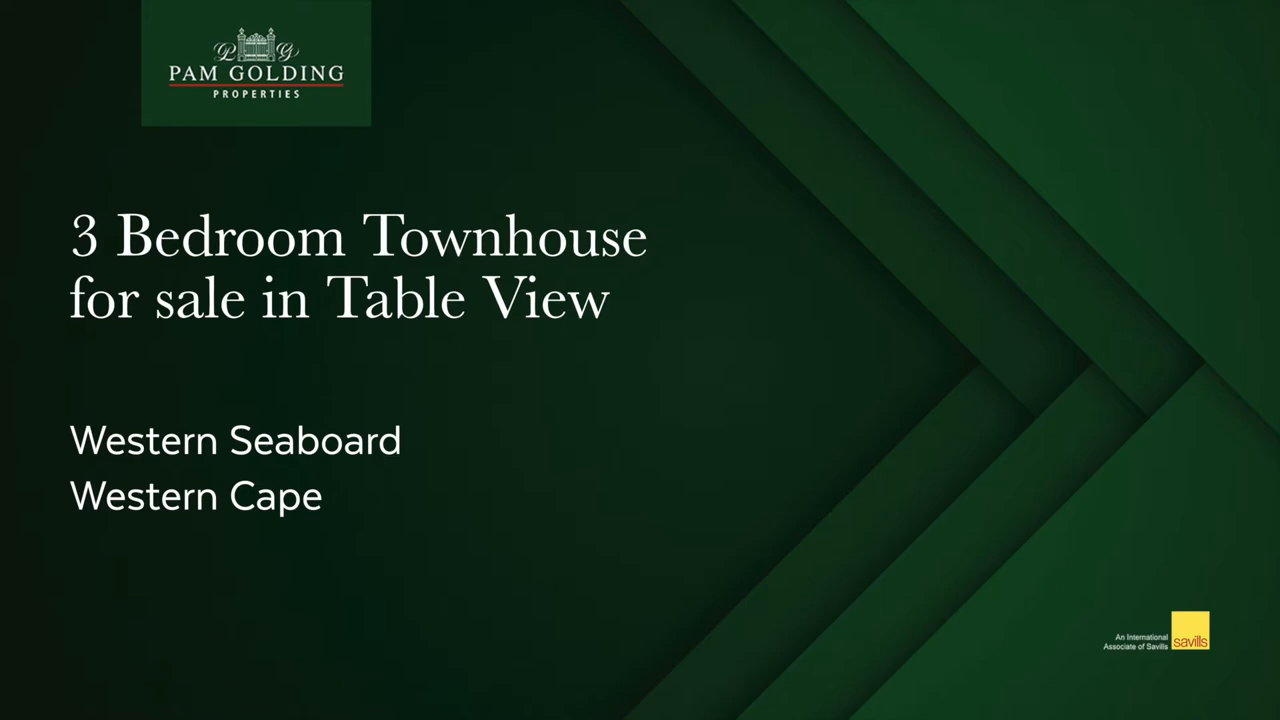 P G
PAM GOLDING
PROPERTIES
3 Bedroom Townhouse
for sale in Table View
Western Seaboard
Western Cape
An International
Associate of Savills
savills